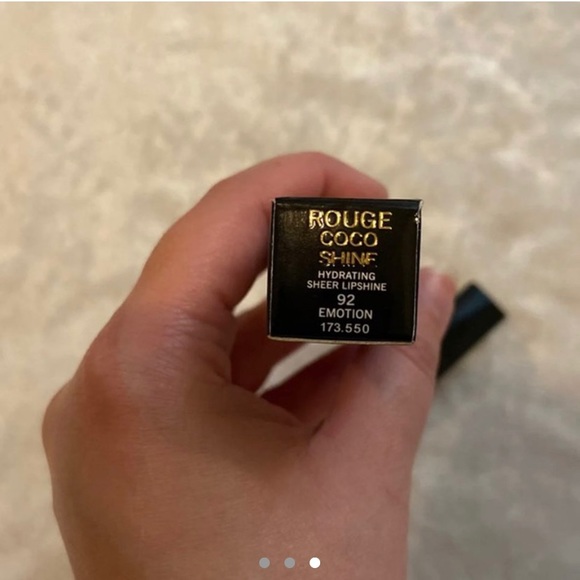 ROUGE
COCO
SHINE
HYDRATING
SHEER LIPSHINE
92
EMOTION
173.550